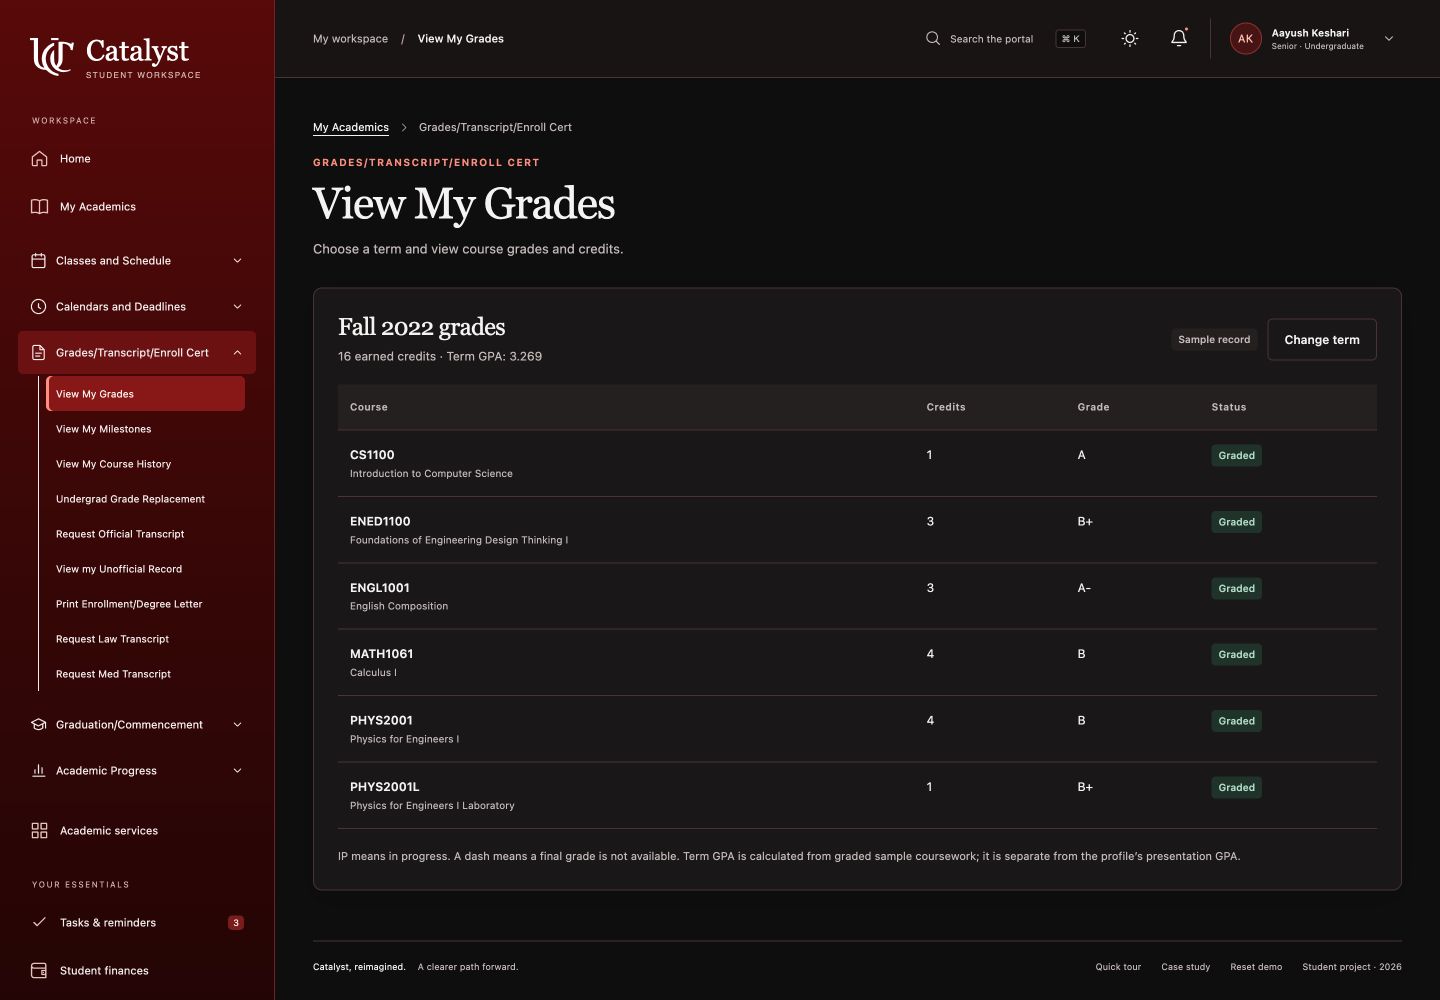 UC Catalyst
STUDENT WORKSPACE
WORKSPACE
Home
My Academics
Classes and Schedule
Calendars and Deadlines
Grades/Transcript/Enroll Cert
View My Grades
View My Milestones
View My Course History
Undergrad Grade Replacement
Request Official Transcript
View my Unofficial Record
Print Enrollment/Degree Letter
Request Law Transcript
Request Med Transcript
Graduation/Commencement
Academic Progress
Academic services
YOUR ESSENTIALS
Tasks & reminders 3
Student finances
My workspace / View My Grades
Search the portal ⌘ K
AK
Aayush Keshari
Senior · Undergraduate
My Academics > Grades/Transcript/Enroll Cert
GRADES/TRANSCRIPT/ENROLL CERT
View My Grades
Choose a term and view course grades and credits.
Fall 2022 grades
16 earned credits · Term GPA: 3.269
Sample record
Change term
Course Credits Grade Status
CS1100 1 A Graded
Introduction to Computer Science
ENED1100 3 B+ Graded
Foundations of Engineering Design Thinking I
ENGL1001 3 A- Graded
English Composition
MATH1061 4 B Graded
Calculus I
PHYS2001 4 B Graded
Physics for Engineers I
PHYS2001L 1 B+ Graded
Physics for Engineers I Laboratory
IP means in progress. A dash means a final grade is not available. Term GPA is calculated from graded sample coursework; it is separate from the profile's presentation GPA.
Catalyst, reimagined. A clearer path forward.
Quick tour Case study Reset demo Student project · 2026